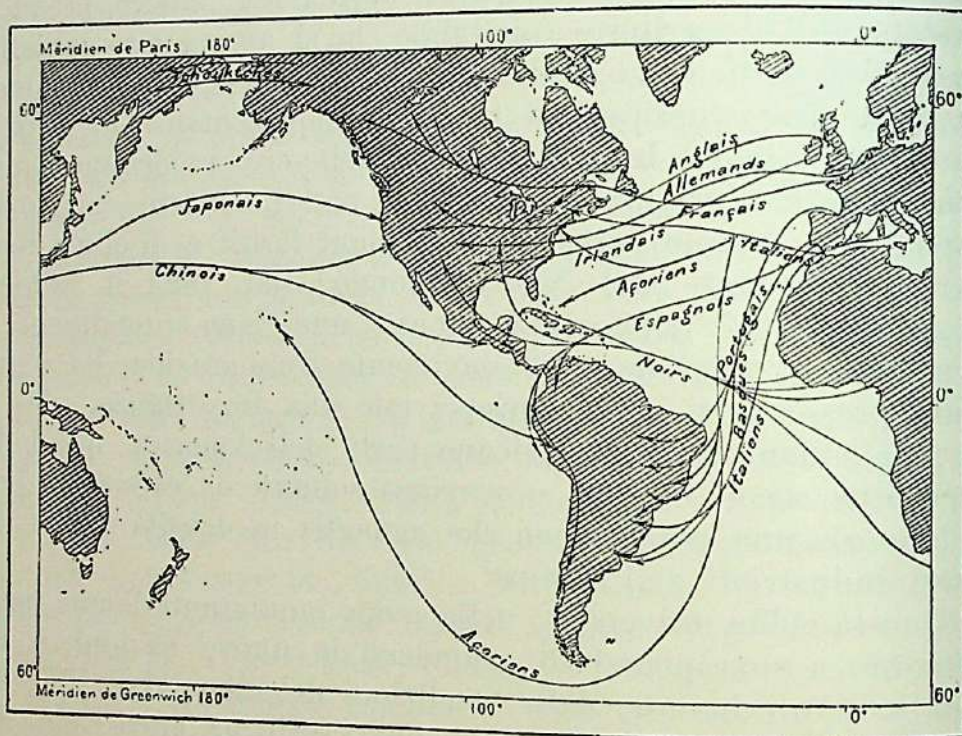 Méridien de Paris 180° 100° 0°
Tchouktches
60° 60°
Anglais
Allemands
Japonais
Français
Irlandais
Italiens
Chinois
Açoriens
Espagnols
Portugais
Noirs
Basques
0° 0°
Italiens
Açoriens
60° 60°
Méridien de Greenwich 180° 100° 0°